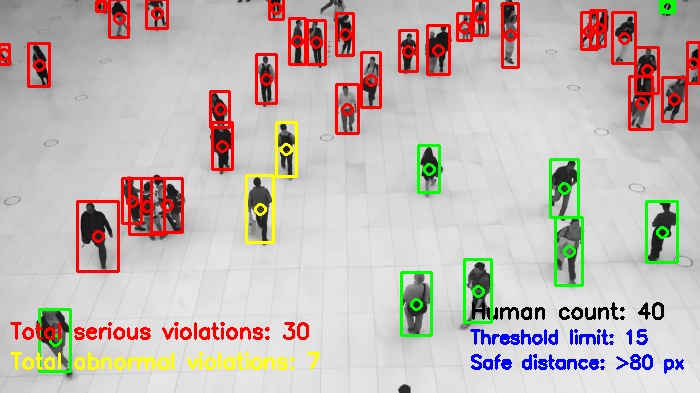 Human count: 40
Total serious violations: 30
Threshold limit: 15
Total abnormal violations: 7
Safe distance: >80 px